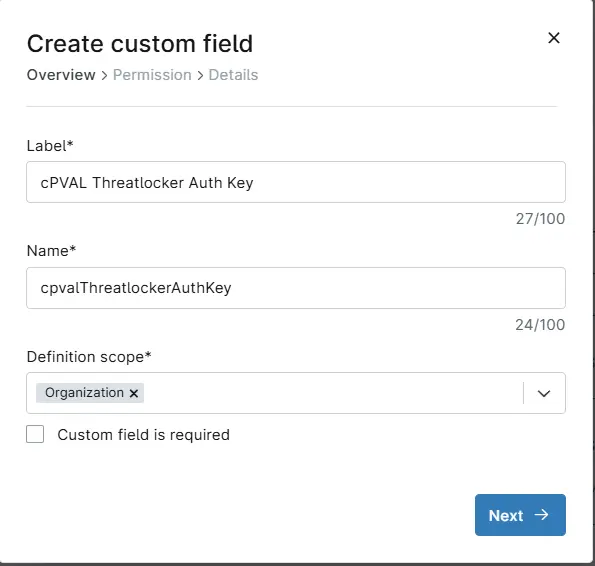 Create custom field
Overview > Permission > Details
Label*
cPVAL Threatlocker Auth Key
27/100
Name*
cpvalThreatlockerAuthKey
24/100
Definition scope*
Organization
Custom field is required
Next